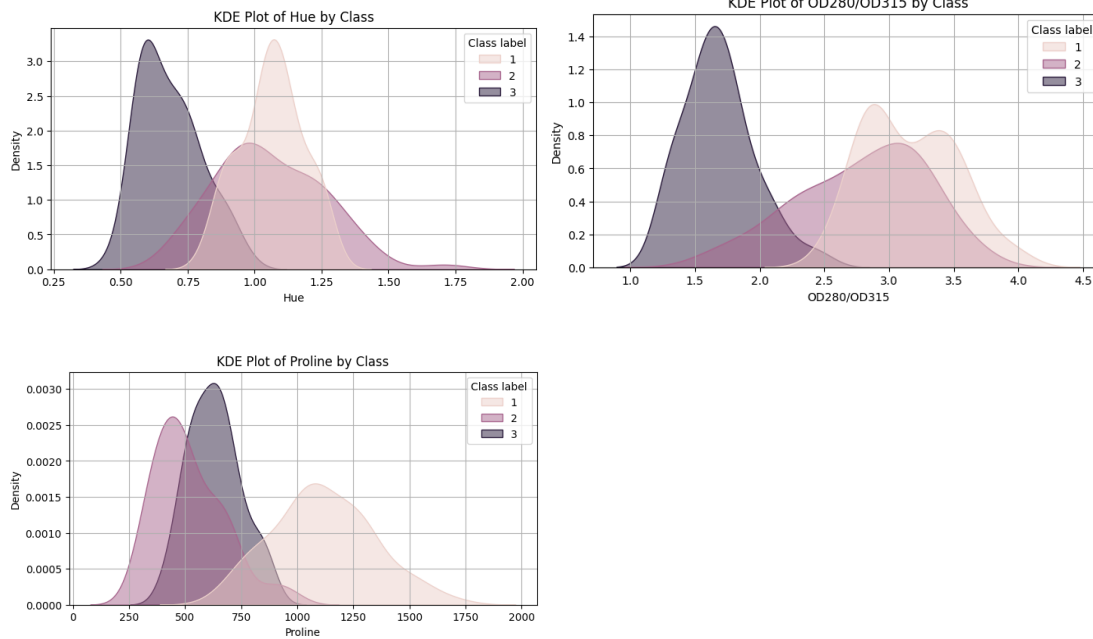 KDE Plot of Hue by Class
Class label
1
2
3
3.0
2.5
2.0
1.5
1.0
0.5
0.0
Density
0.25 0.50 0.75 1.00 1.25 1.50 1.75 2.00
Hue
KDE Plot of OD280/OD315 by Class
Class label
1
2
3
1.4
1.2
1.0
0.8
0.6
0.4
0.2
0.0
Density
1.0 1.5 2.0 2.5 3.0 3.5 4.0 4.5
OD280/OD315
KDE Plot of Proline by Class
Class label
1
2
3
0.0030
0.0025
0.0020
0.0015
0.0010
0.0005
0.0000
Density
0 250 500 750 1000 1250 1500 1750 2000
Proline